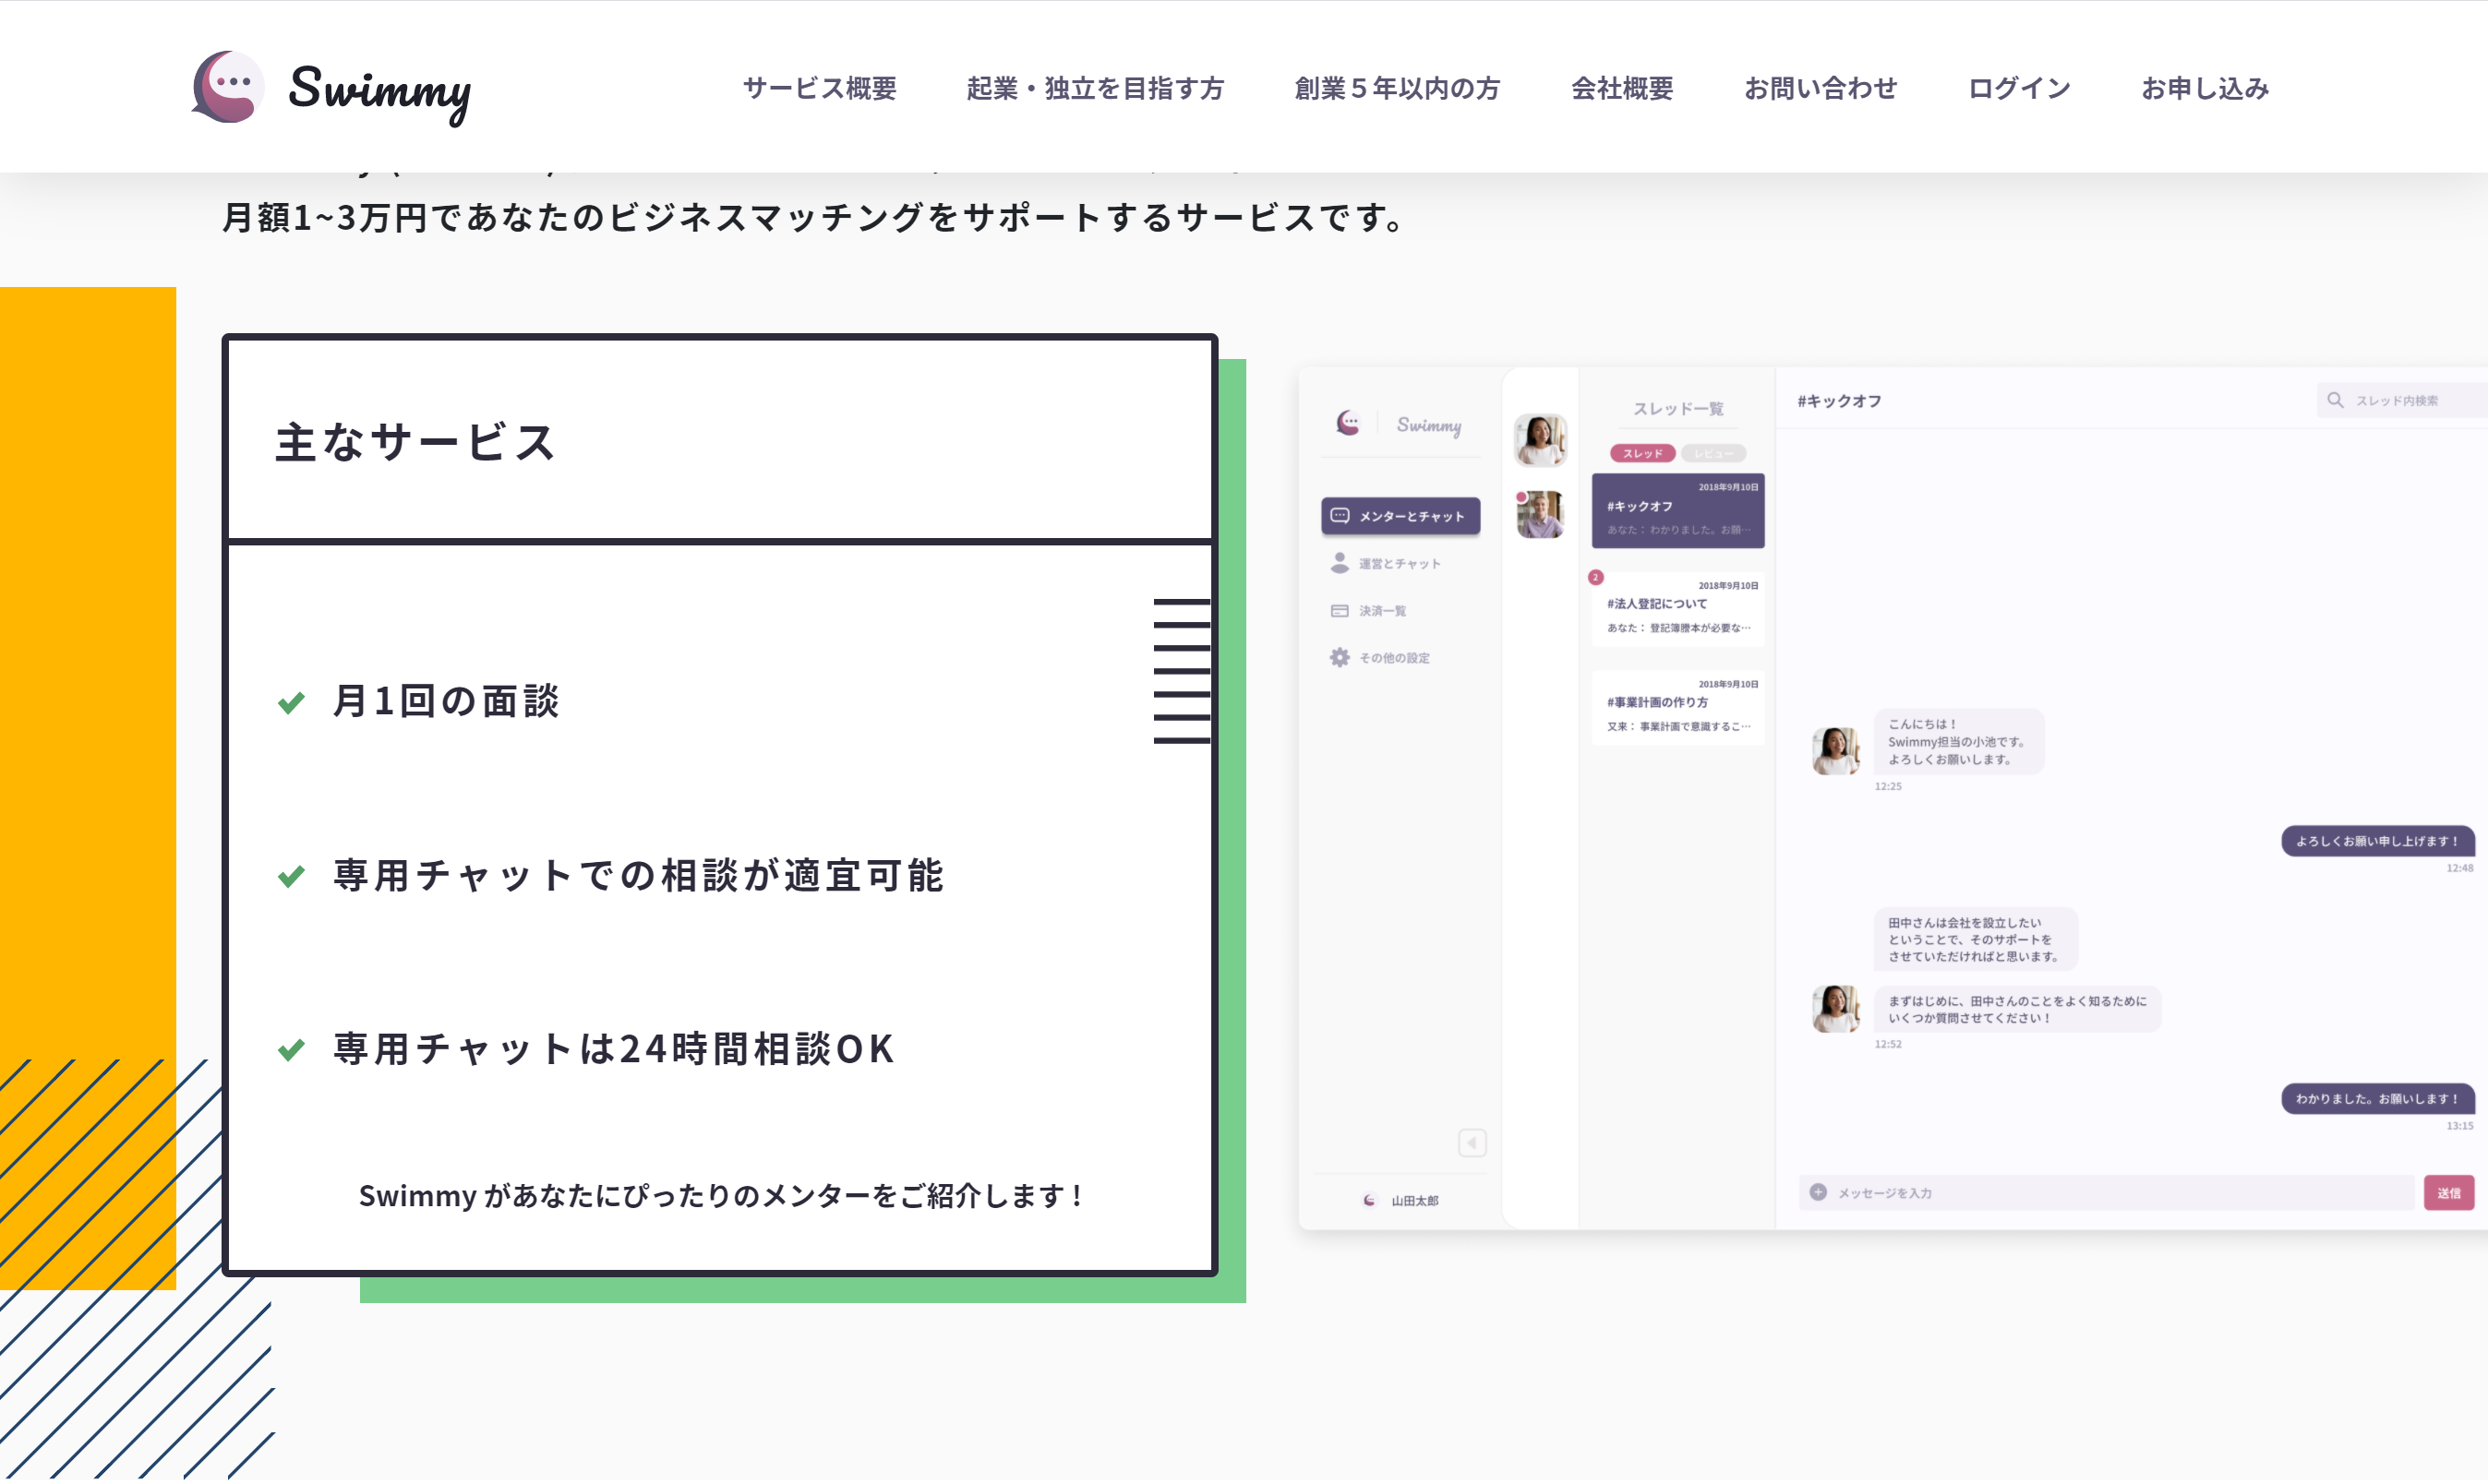 Swimmy
サービス概要 起業・独立を目指す方 創業５年以内の方 会社概要 お問い合わせ ログイン お申し込み
月額1~3万円であなたのビジネスマッチングをサポートするサービスです。
主なサービス
月1回の面談
専用チャットでの相談が適宜可能
専用チャットは24時間相談OK
Swimmy があなたにぴったりのメンターをご紹介します！
Swimmy
メンターとチャット
運営とチャット
決済一覧
その他の設定
山田太郎
スレッド一覧
スレッド レビュー
2018年9月10日
#キックオフ
あなた： わかりました。お願…
2
2018年9月10日
#法人登記について
あなた： 登記簿謄本が必要な…
2018年9月10日
#事業計画の作り方
又来： 事業計画で意識するこ…
#キックオフ
スレッド内検索
こんにちは！
Swimmy担当の小池です。
よろしくお願いします。
12:25
よろしくお願い申し上げます！
12:48
田中さんは会社を設立したい
ということで、そのサポートを
させていただければと思います。
まずはじめに、田中さんのことをよく知るために
いくつか質問させてください！
12:52
わかりました。お願いします！
13:15
メッセージを入力
送信